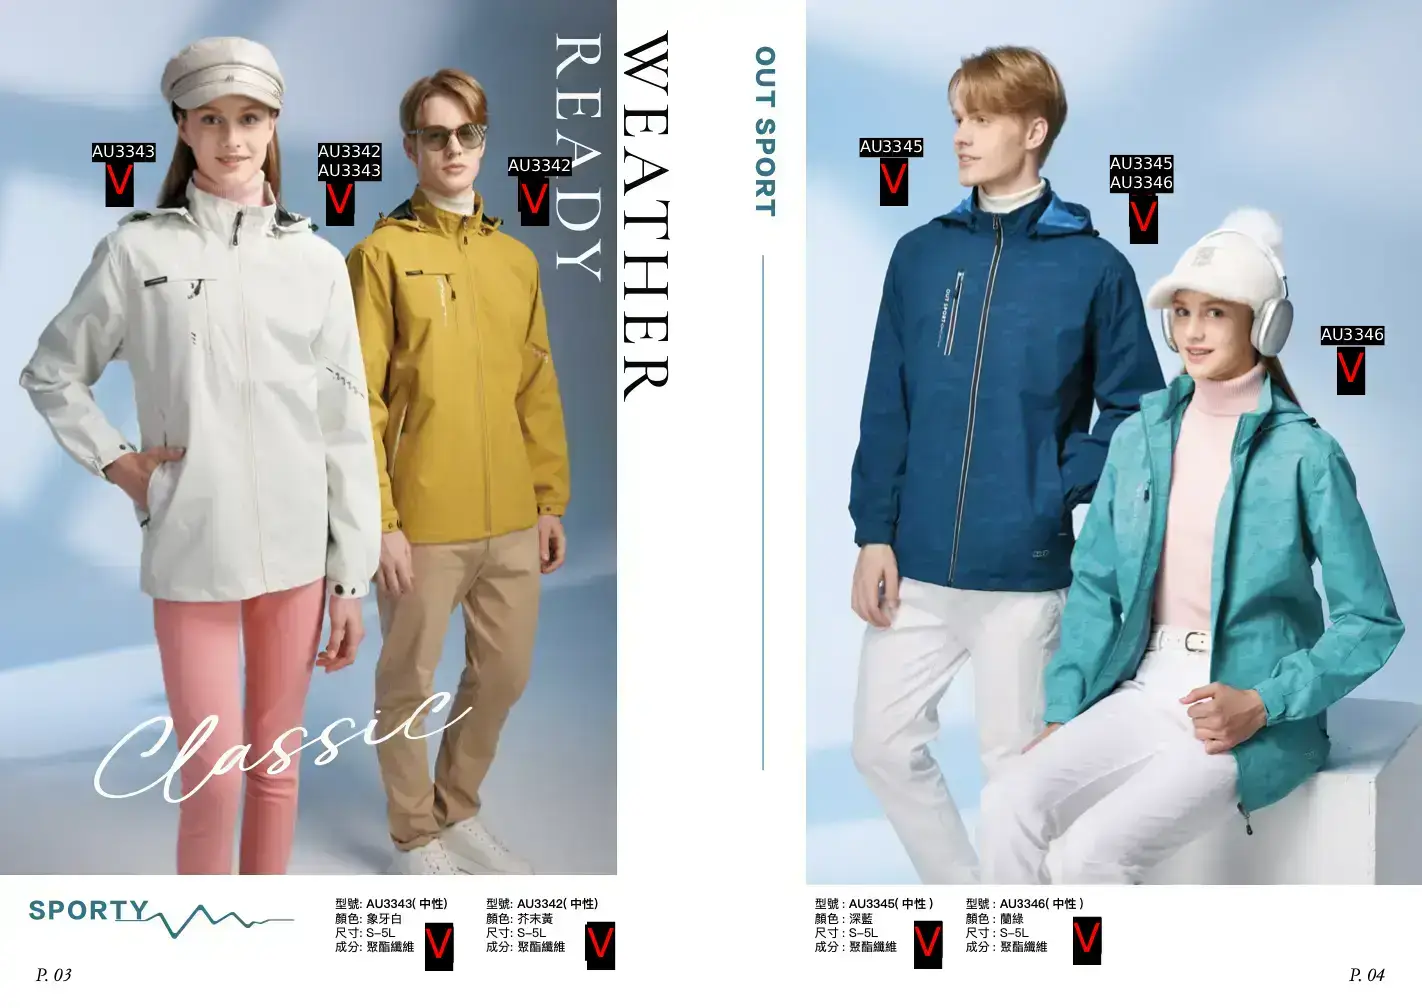 READY
WEATHER
AU3343
V
AU3342
AU3343
V
AU3342
V
Classic
SPORTY
型號: AU3343( 中性)
顏色: 象牙白
尺寸: S-5L
成分: 聚酯纖維
V
型號: AU3342( 中性)
顏色: 芥末黃
尺寸: S-5L
成分: 聚酯纖維
V
P. 03
OUT SPORT
AU3345
V
AU3345
AU3346
V
AU3346
V
OUT SPORT
型號 : AU3345( 中性 )
顏色 : 深藍
尺寸 : S-5L
成分 : 聚酯纖維
V
型號 : AU3346( 中性 )
顏色 : 蘭綠
尺寸 : S-5L
成分 : 聚酯纖維
V
P. 04